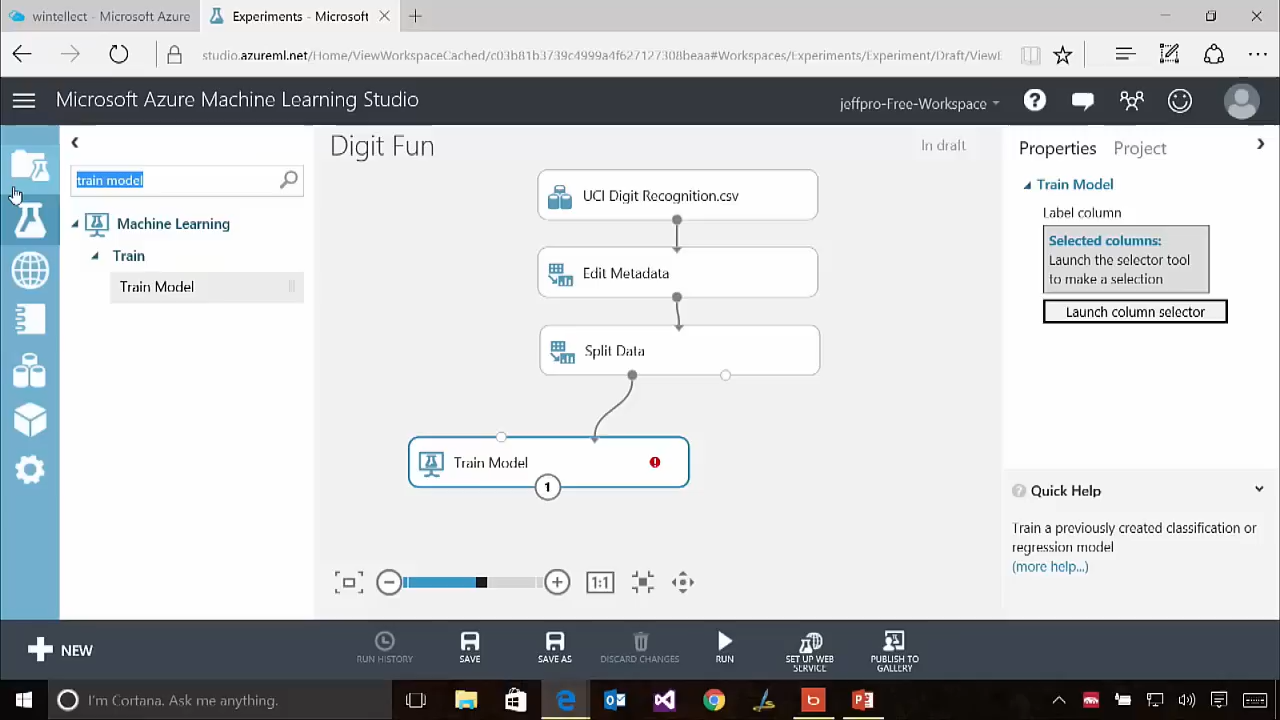 wintellect - Microsoft Azure
Experiments - Microsoft
studio.azureml.net/Home/ViewWorkspaceCached/c03b81b3739c4999a4f627127308beaa#Workspaces/Experiments/Experiment/Draft/ViewE
Microsoft Azure Machine Learning Studio
jeffpro-Free-Workspace
train model
Machine Learning
Train
Train Model
Digit Fun
In draft
UCI Digit Recognition.csv
Edit Metadata
Split Data
Train Model
1
1:1
Properties
Project
Train Model
Label column
Selected columns:
Launch the selector tool
to make a selection
Launch column selector
Quick Help
Train a previously created classification or
regression model
(more help...)
NEW
RUN HISTORY
SAVE
SAVE AS
DISCARD CHANGES
RUN
SET UP WEB
SERVICE
PUBLISH TO
GALLERY
I'm Cortana. Ask me anything.